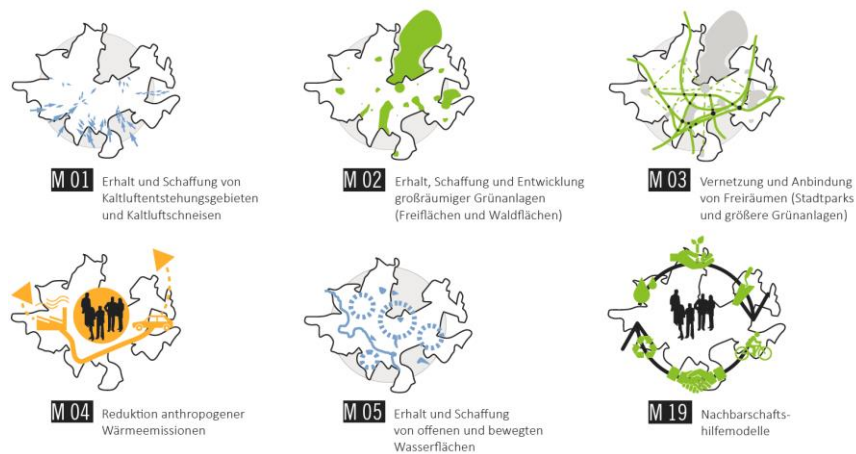 M 01 Erhalt und Schaffung von
Kaltluftentstehungsgebieten
und Kaltluftschneisen
M 02 Erhalt, Schaffung und Entwicklung
großräumiger Grünanlagen
(Freiflächen und Waldflächen)
M 03 Vernetzung und Anbindung
von Freiräumen (Stadtparks
und größere Grünanlagen)
M 04 Reduktion anthropogener
Wärmeemissionen
M 05 Erhalt und Schaffung
von offenen und bewegten
Wasserflächen
M 19 Nachbarschafts-
hilfemodelle